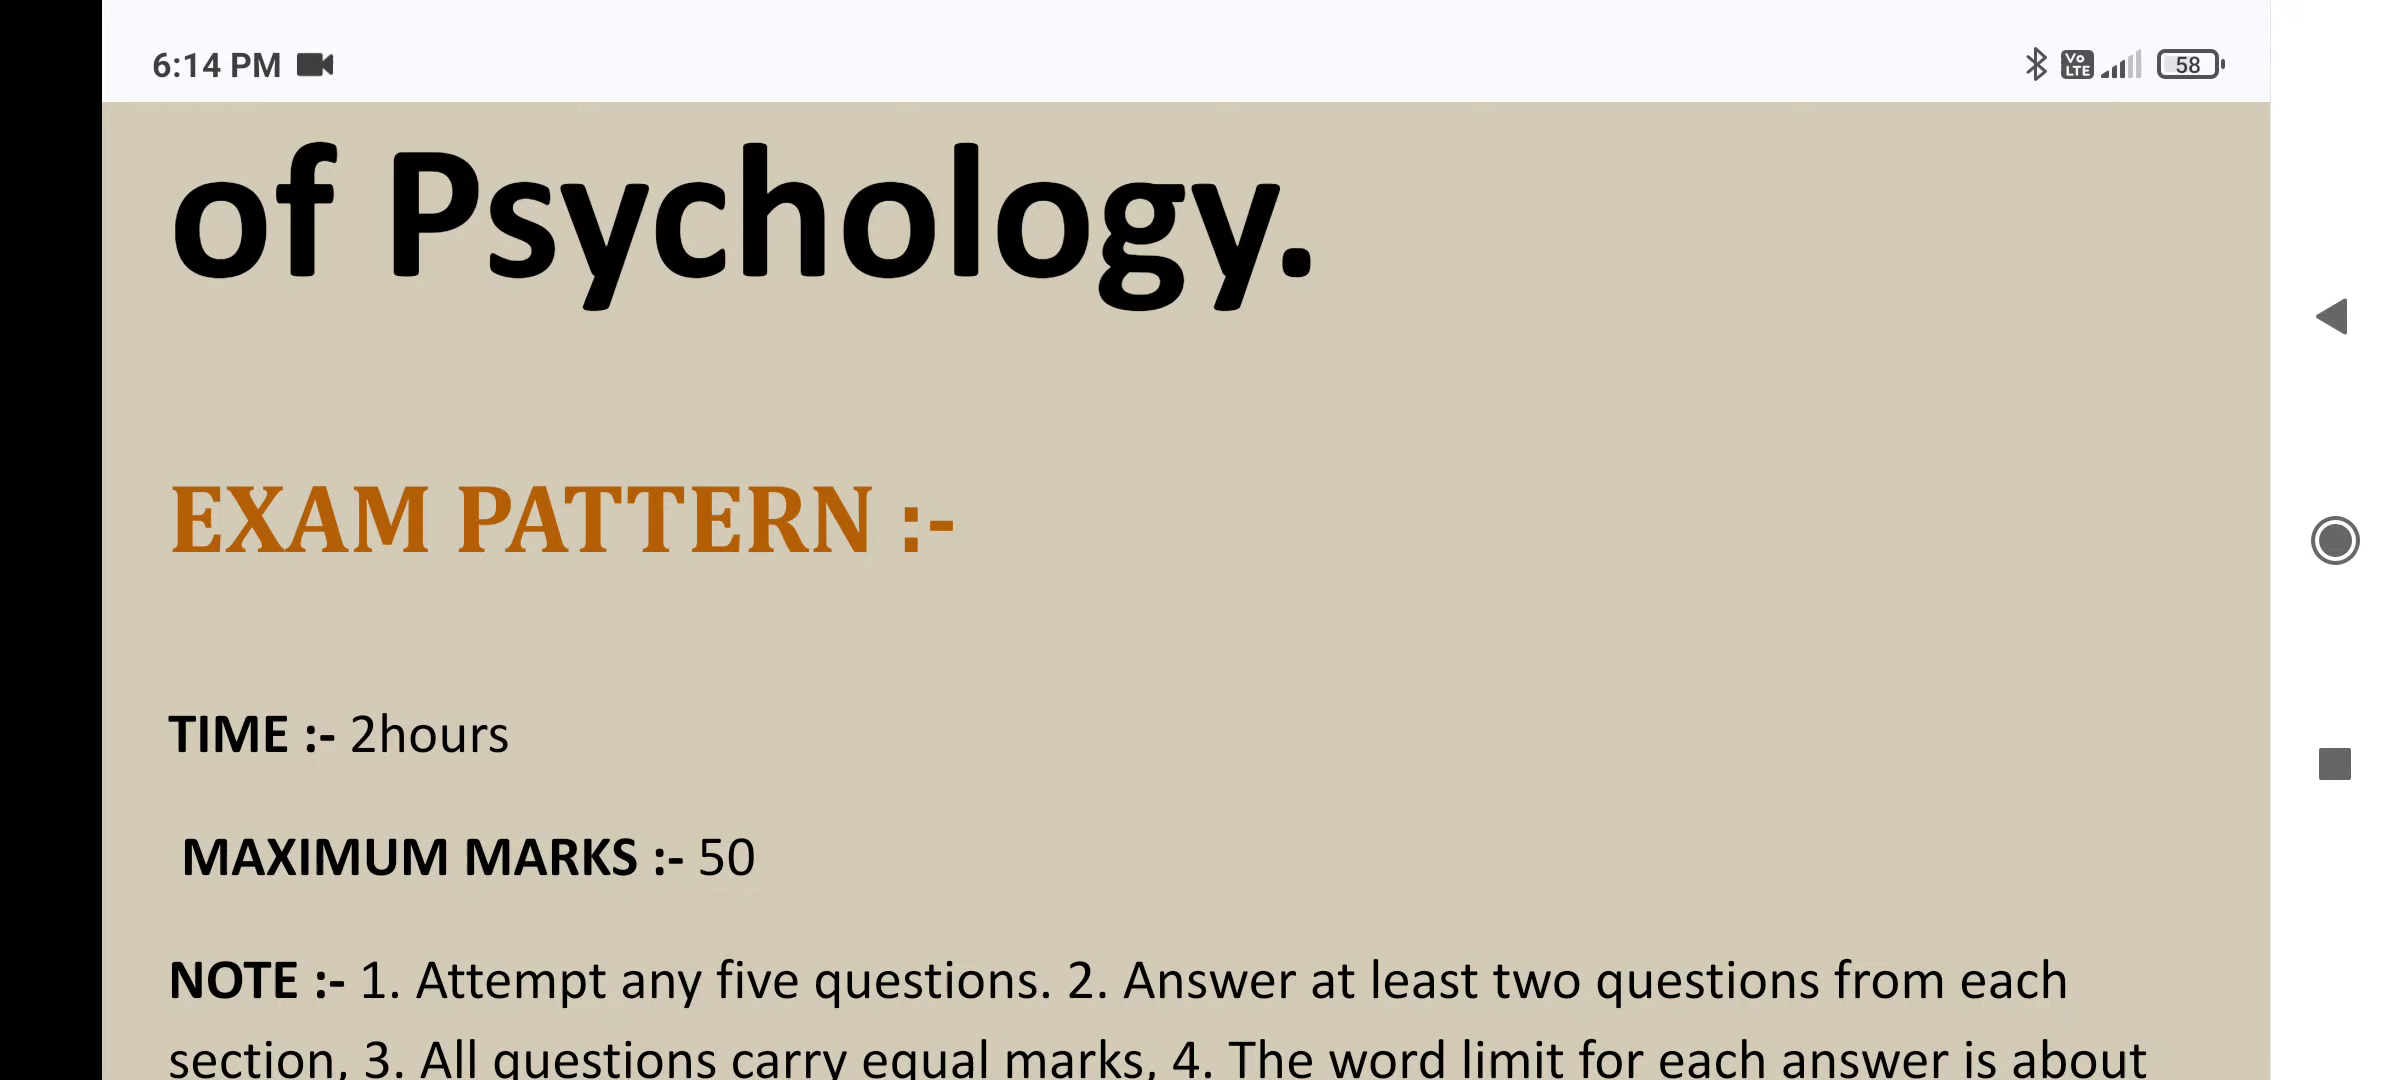 6:14 PM
Vo LTE
58
of Psychology.
EXAM PATTERN :-
TIME :- 2hours
MAXIMUM MARKS :- 50
NOTE :- 1. Attempt any five questions. 2. Answer at least two questions from each
section, 3. All questions carry equal marks, 4. The word limit for each answer is about